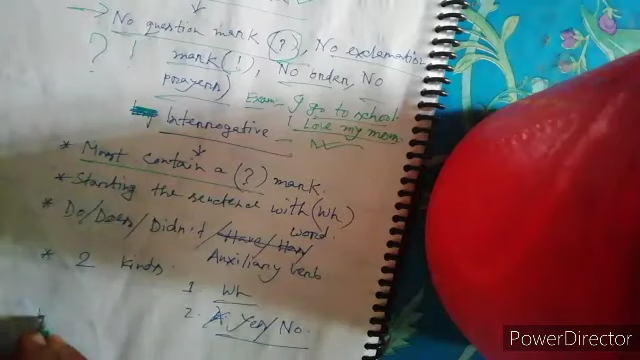 → No question mark (?), No exclamation
? ! mark (!), No order, No
prayers) Exam:- I go to school.
Interrogative I Love my mom.
* Must contain a (?) mark.
* Starting the sentence with (Wh)
word.
* Do/Does/Didn't
Auxiliary verb
* 2 kinds.
1 Wh
2. Yes/No.
PowerDirector